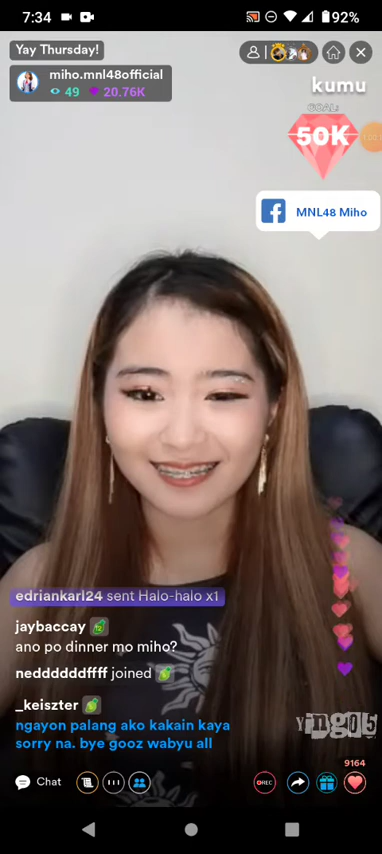 7:34
92%
Yay Thursday!
miho.mnl48official
49 20.76K
kumu
GOAL:
50K
MNL48 Miho
edriankarl24 sent Halo-halo x1
jaybaccay
ano po dinner mo miho?
neddddddffff joined
_keiszter
ngayon palang ako kakain kaya
sorry na. bye gooz wabyu all
YingO5
9164
Chat
REC